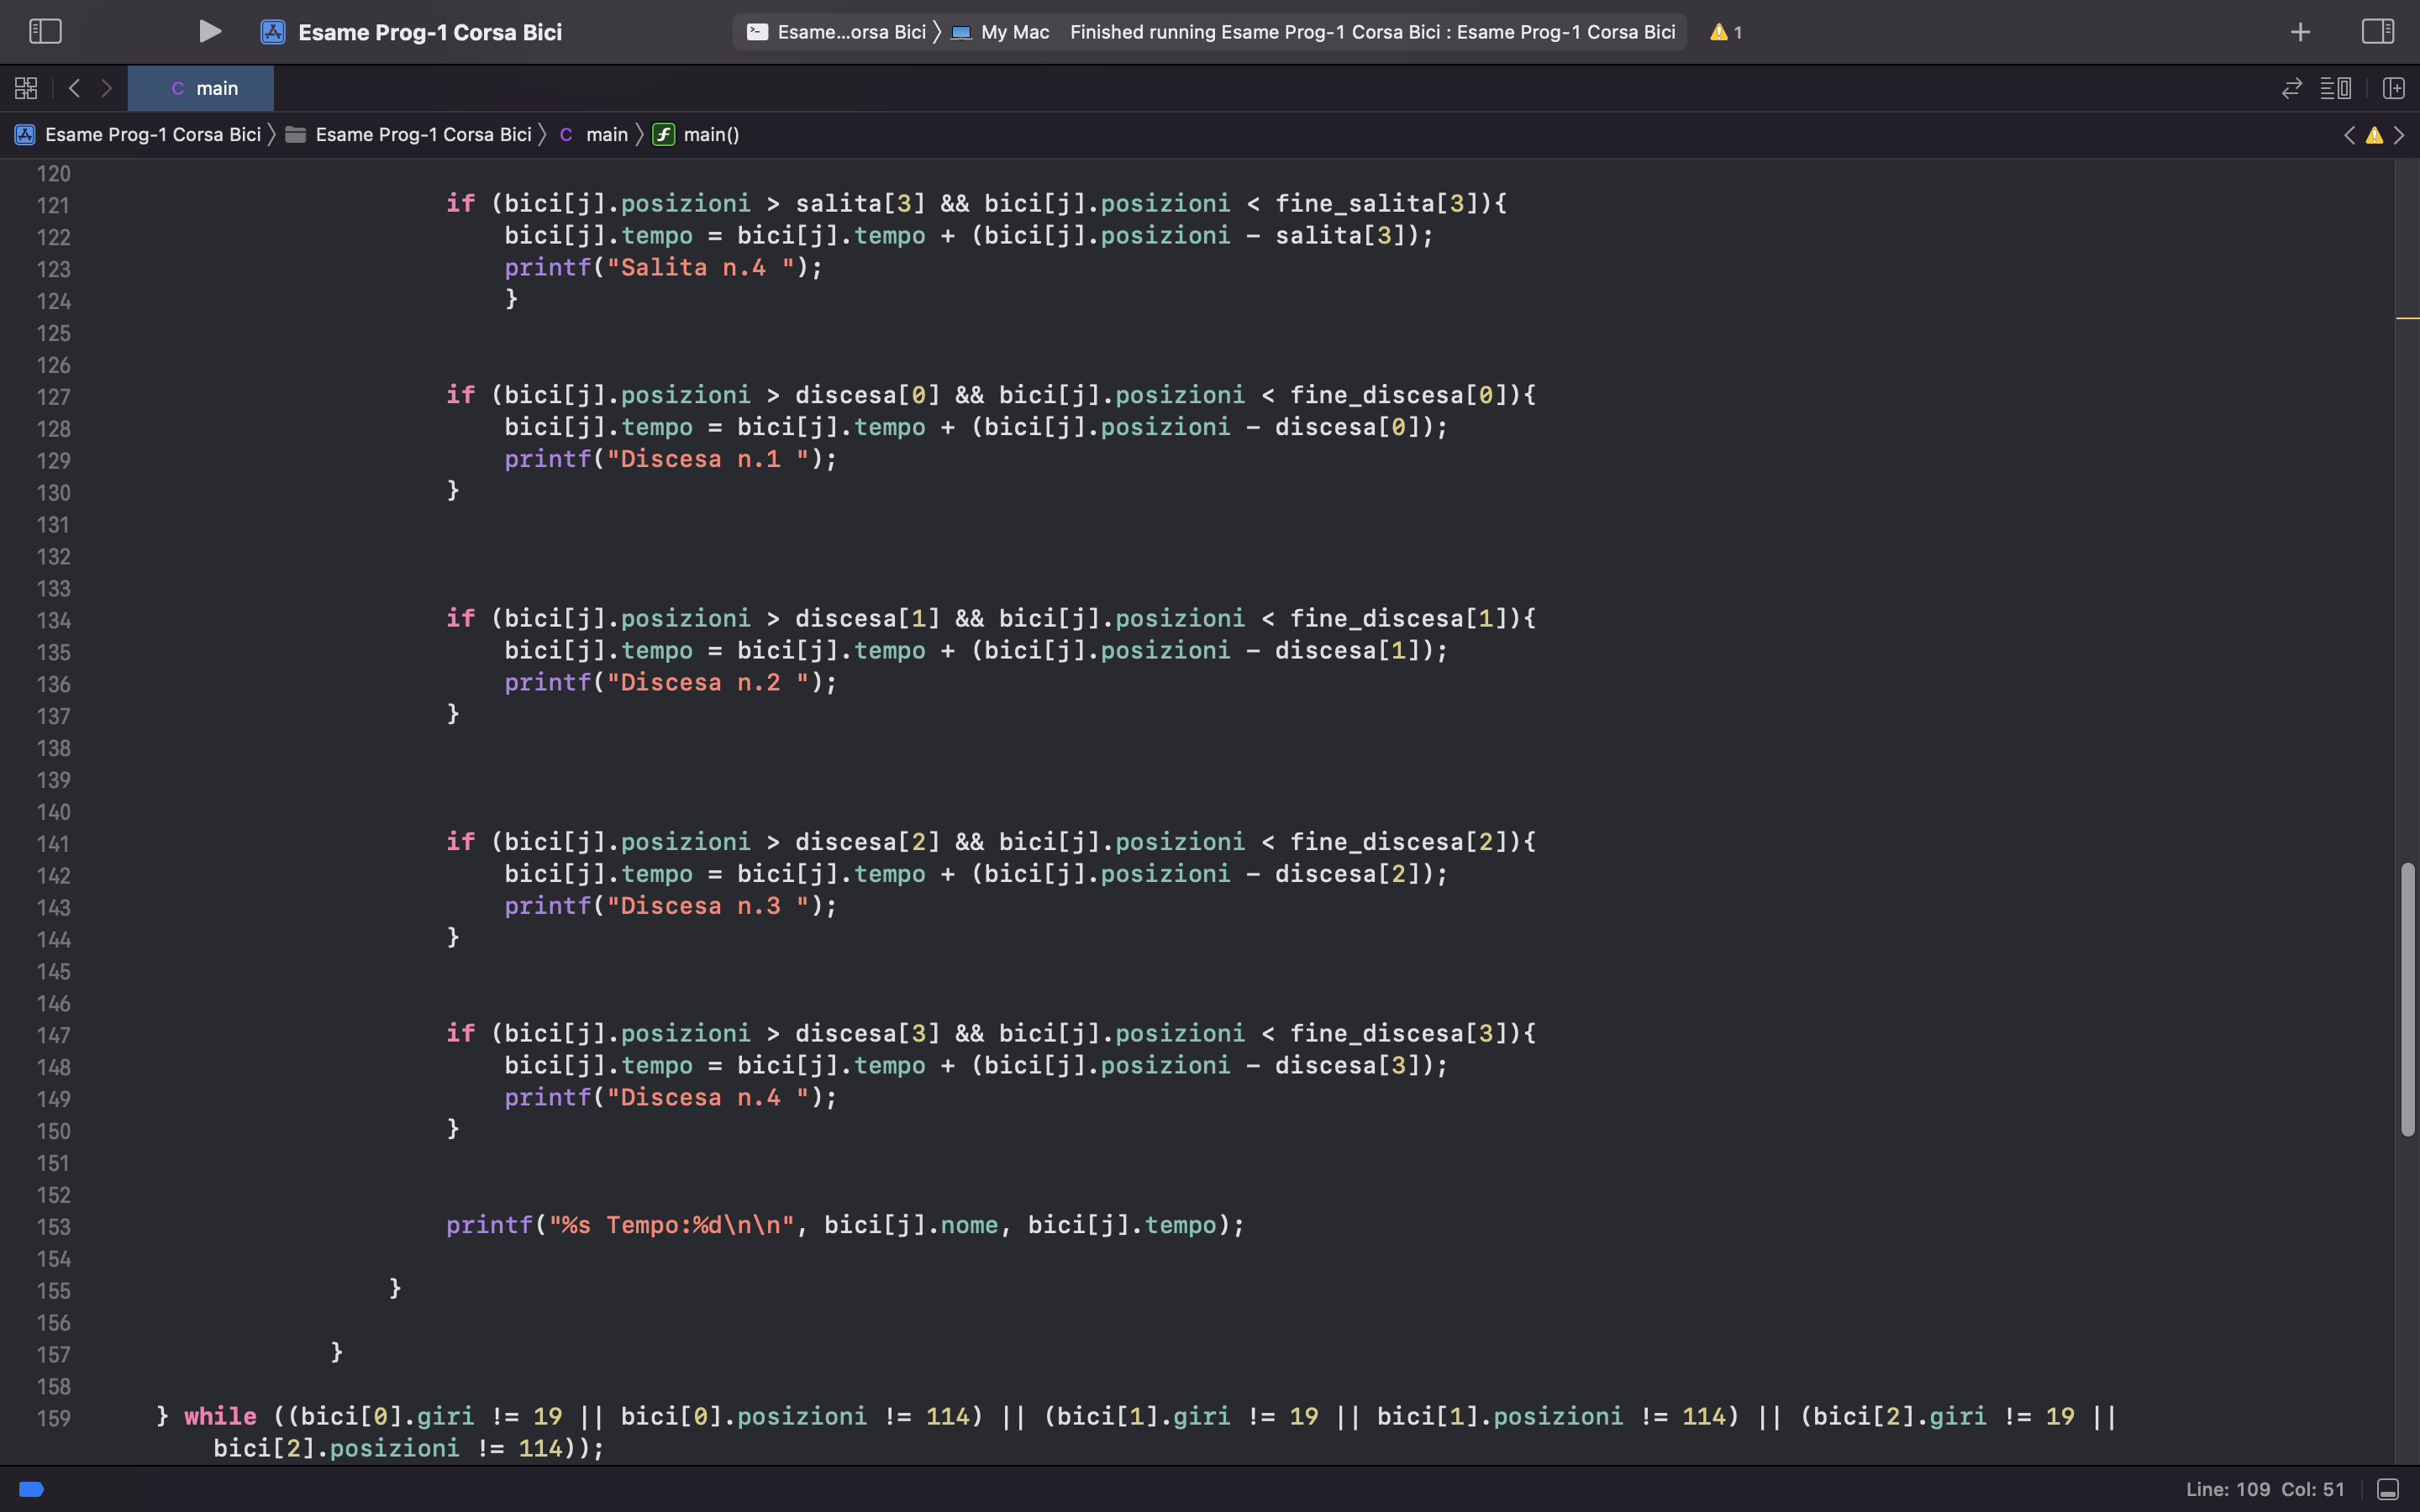 Esame Prog-1 Corsa Bici
Esame...orsa Bici 〉 My Mac Finished running Esame Prog-1 Corsa Bici : Esame Prog-1 Corsa Bici 1
C main
Esame Prog-1 Corsa Bici 〉 Esame Prog-1 Corsa Bici 〉 C main 〉 f main()
120
121 if (bici[j].posizioni > salita[3] && bici[j].posizioni < fine_salita[3]){
122 bici[j].tempo = bici[j].tempo + (bici[j].posizioni - salita[3]);
123 printf("Salita n.4 ");
124 }
125
126
127 if (bici[j].posizioni > discesa[0] && bici[j].posizioni < fine_discesa[0]){
128 bici[j].tempo = bici[j].tempo + (bici[j].posizioni - discesa[0]);
129 printf("Discesa n.1 ");
130 }
131
132
133
134 if (bici[j].posizioni > discesa[1] && bici[j].posizioni < fine_discesa[1]){
135 bici[j].tempo = bici[j].tempo + (bici[j].posizioni - discesa[1]);
136 printf("Discesa n.2 ");
137 }
138
139
140
141 if (bici[j].posizioni > discesa[2] && bici[j].posizioni < fine_discesa[2]){
142 bici[j].tempo = bici[j].tempo + (bici[j].posizioni - discesa[2]);
143 printf("Discesa n.3 ");
144 }
145
146
147 if (bici[j].posizioni > discesa[3] && bici[j].posizioni < fine_discesa[3]){
148 bici[j].tempo = bici[j].tempo + (bici[j].posizioni - discesa[3]);
149 printf("Discesa n.4 ");
150 }
151
152
153 printf("%s Tempo:%d\n\n", bici[j].nome, bici[j].tempo);
154
155 }
156
157 }
158
159 } while ((bici[0].giri != 19 || bici[0].posizioni != 114) || (bici[1].giri != 19 || bici[1].posizioni != 114) || (bici[2].giri != 19 ||
bici[2].posizioni != 114));
Line: 109 Col: 51